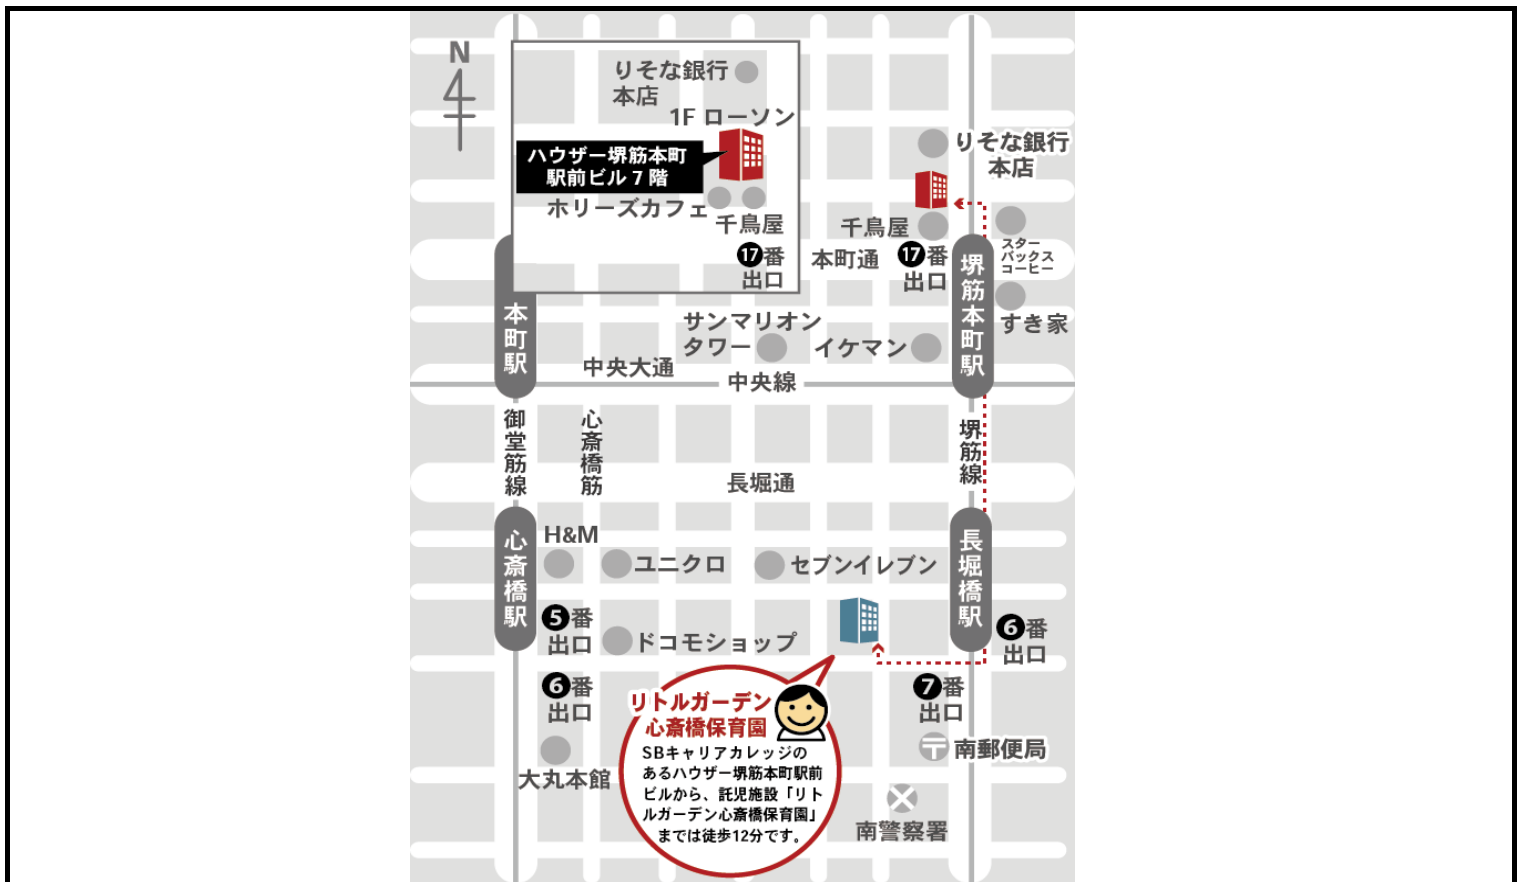 N
りそな銀行
本店
1F ローソン
ハウザー堺筋本町
駅前ビル７階
ホリーズカフェ
千鳥屋
⓱番
出口
りそな銀行
本店
千鳥屋
本町通
⓱番
出口
スター
バックス
コーヒー
堺筋本町駅
すき家
本町駅
サンマリオン
タワー
イケマン
中央大通
中央線
御堂筋線
心斎橋筋
堺筋線
長堀通
心斎橋駅
H&M
ユニクロ
セブンイレブン
長堀橋駅
❺番
出口
ドコモショップ
❻番
出口
❻番
出口
❼番
出口
リトルガーデン
心斎橋保育園
SBキャリアカレッジの
あるハウザー堺筋本町駅前
ビルから、託児施設「リト
ルガーデン心斎橋保育園」
までは徒歩12分です。
大丸本館
南郵便局
南警察署